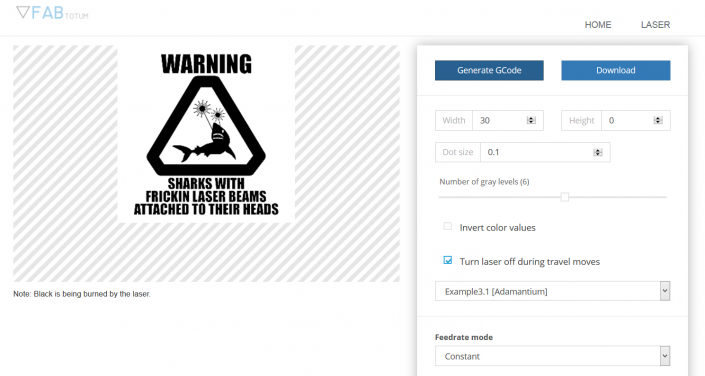 FABTOTUM
HOME LASER
WARNING
SHARKS WITH
FRICKIN LASER BEAMS
ATTACHED TO THEIR HEADS
Note: Black is being burned by the laser.
Generate GCode Download
Width 30 Height 0
Dot size 0.1
Number of gray levels (6)
Invert color values
Turn laser off during travel moves
Example3.1 [Adamantium]
Feedrate mode
Constant